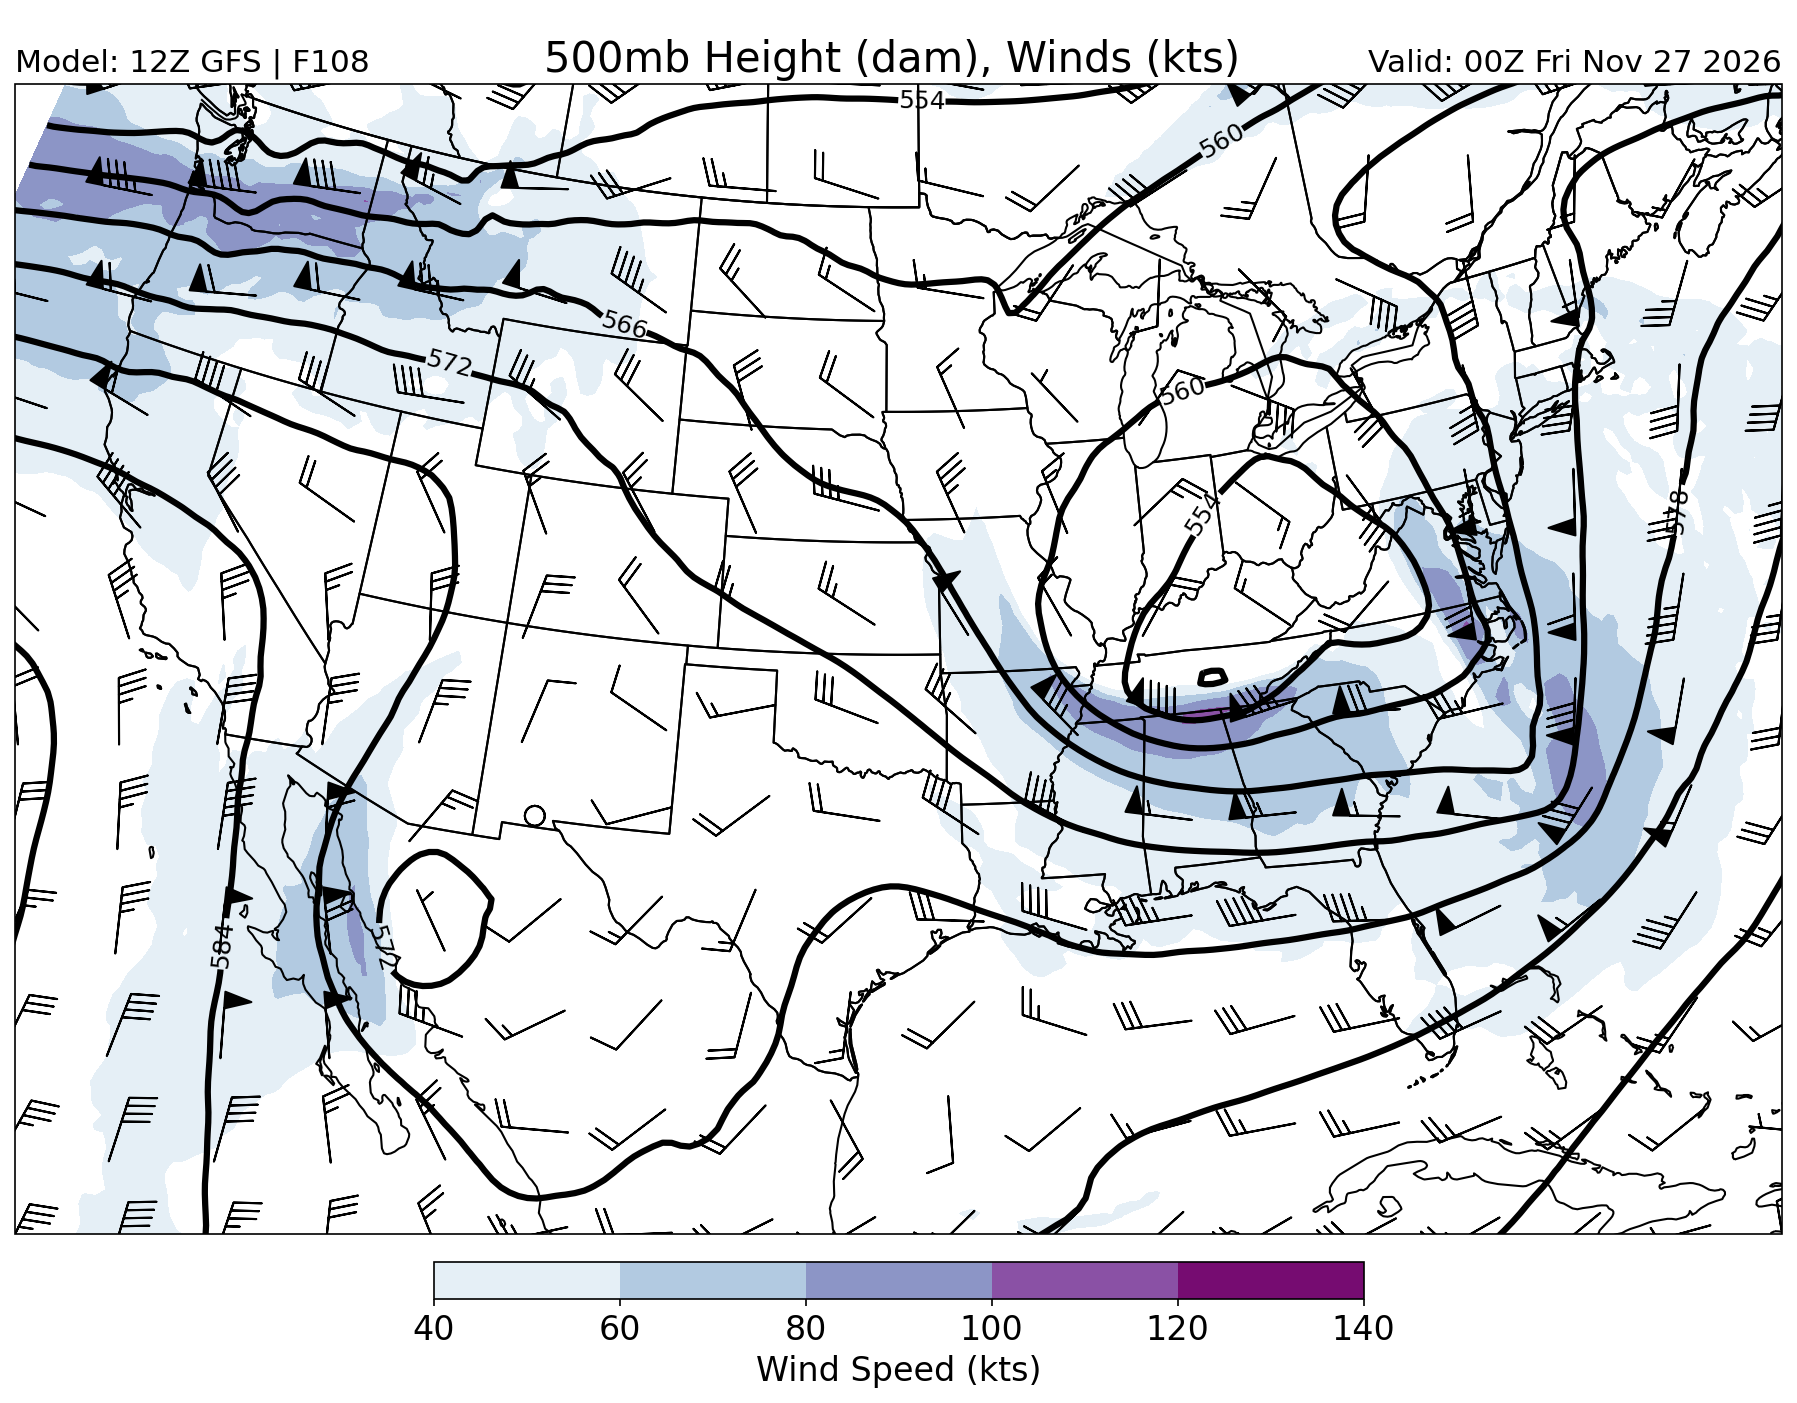 500mb Height (dam), Winds (kts)
Model: 12Z GFS | F108
Valid: 00Z Fri Nov 27 2026
554
560
566
572
560
554
578
584
572
40 60 80 100 120 140
Wind Speed (kts)